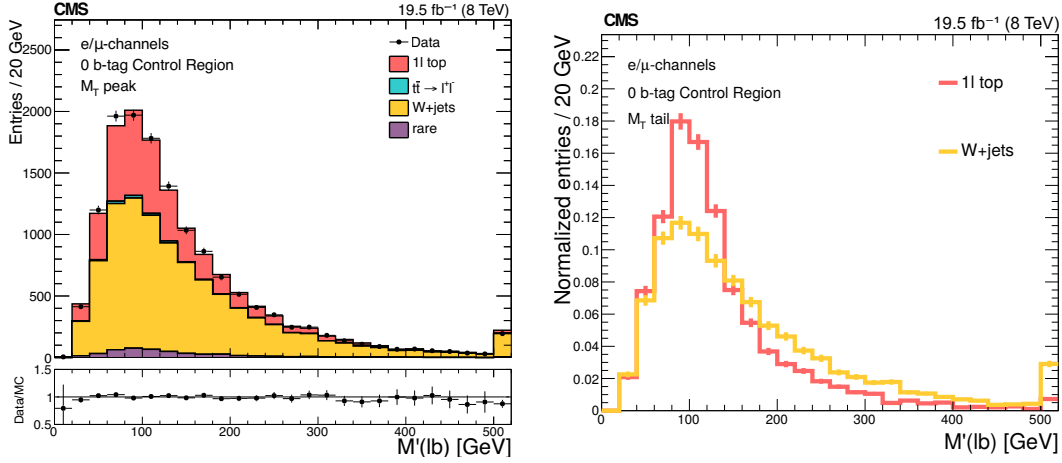 CMS 19.5 fb⁻¹ (8 TeV)
Entries / 20 GeV
2500
2000
1500
1000
500
0
e/μ-channels
0 b-tag Control Region
M_T peak
Data
1l top
tt̄ → l⁺l⁻
W+jets
rare
Data/MC
1.5
1
0.5
0 100 200 300 400 500
M'(lb) [GeV]
CMS 19.5 fb⁻¹ (8 TeV)
Normalized entries / 20 GeV
0.22
0.2
0.18
0.16
0.14
0.12
0.1
0.08
0.06
0.04
0.02
0
e/μ-channels
0 b-tag Control Region
M_T tail
1l top
W+jets
0 100 200 300 400 500
M'(lb) [GeV]